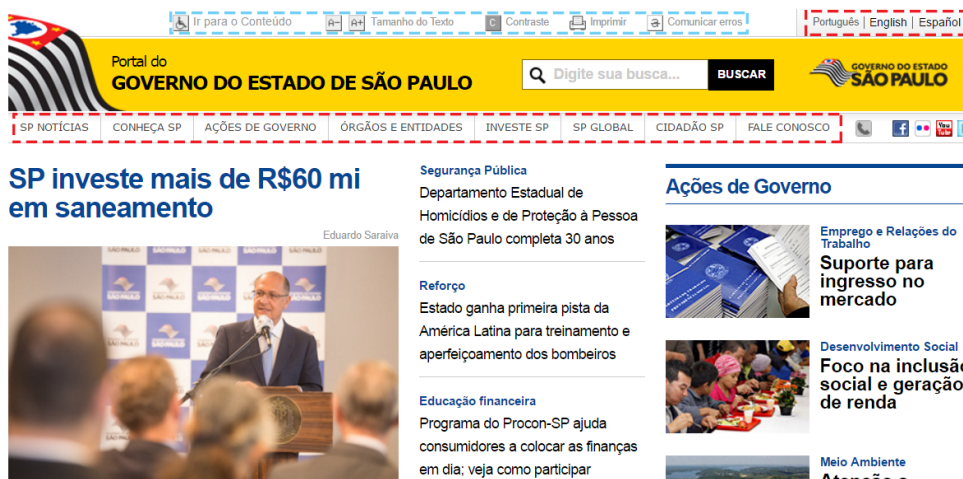 Ir para o Conteúdo
A- A+ Tamanho do Texto
C Contraste
Imprimir
a Comunicar erros
Português | English | Español
Portal do
GOVERNO DO ESTADO DE SÃO PAULO
Digite sua busca...
BUSCAR
GOVERNO DO ESTADO
SÃO PAULO
SP NOTÍCIAS
CONHEÇA SP
AÇÕES DE GOVERNO
ÓRGÃOS E ENTIDADES
INVESTE SP
SP GLOBAL
CIDADÃO SP
FALE CONOSCO
You
Tube
SP investe mais de R$60 mi
em saneamento
Eduardo Saraiva
Segurança Pública
Departamento Estadual de
Homicídios e de Proteção à Pessoa
de São Paulo completa 30 anos
Reforço
Estado ganha primeira pista da
América Latina para treinamento e
aperfeiçoamento dos bombeiros
Educação financeira
Programa do Procon-SP ajuda
consumidores a colocar as finanças
em dia; veja como participar
Ações de Governo
Emprego e Relações do
Trabalho
Suporte para
ingresso no
mercado
Desenvolvimento Social
Foco na inclusão
social e geração
de renda
Meio Ambiente
Atenção a